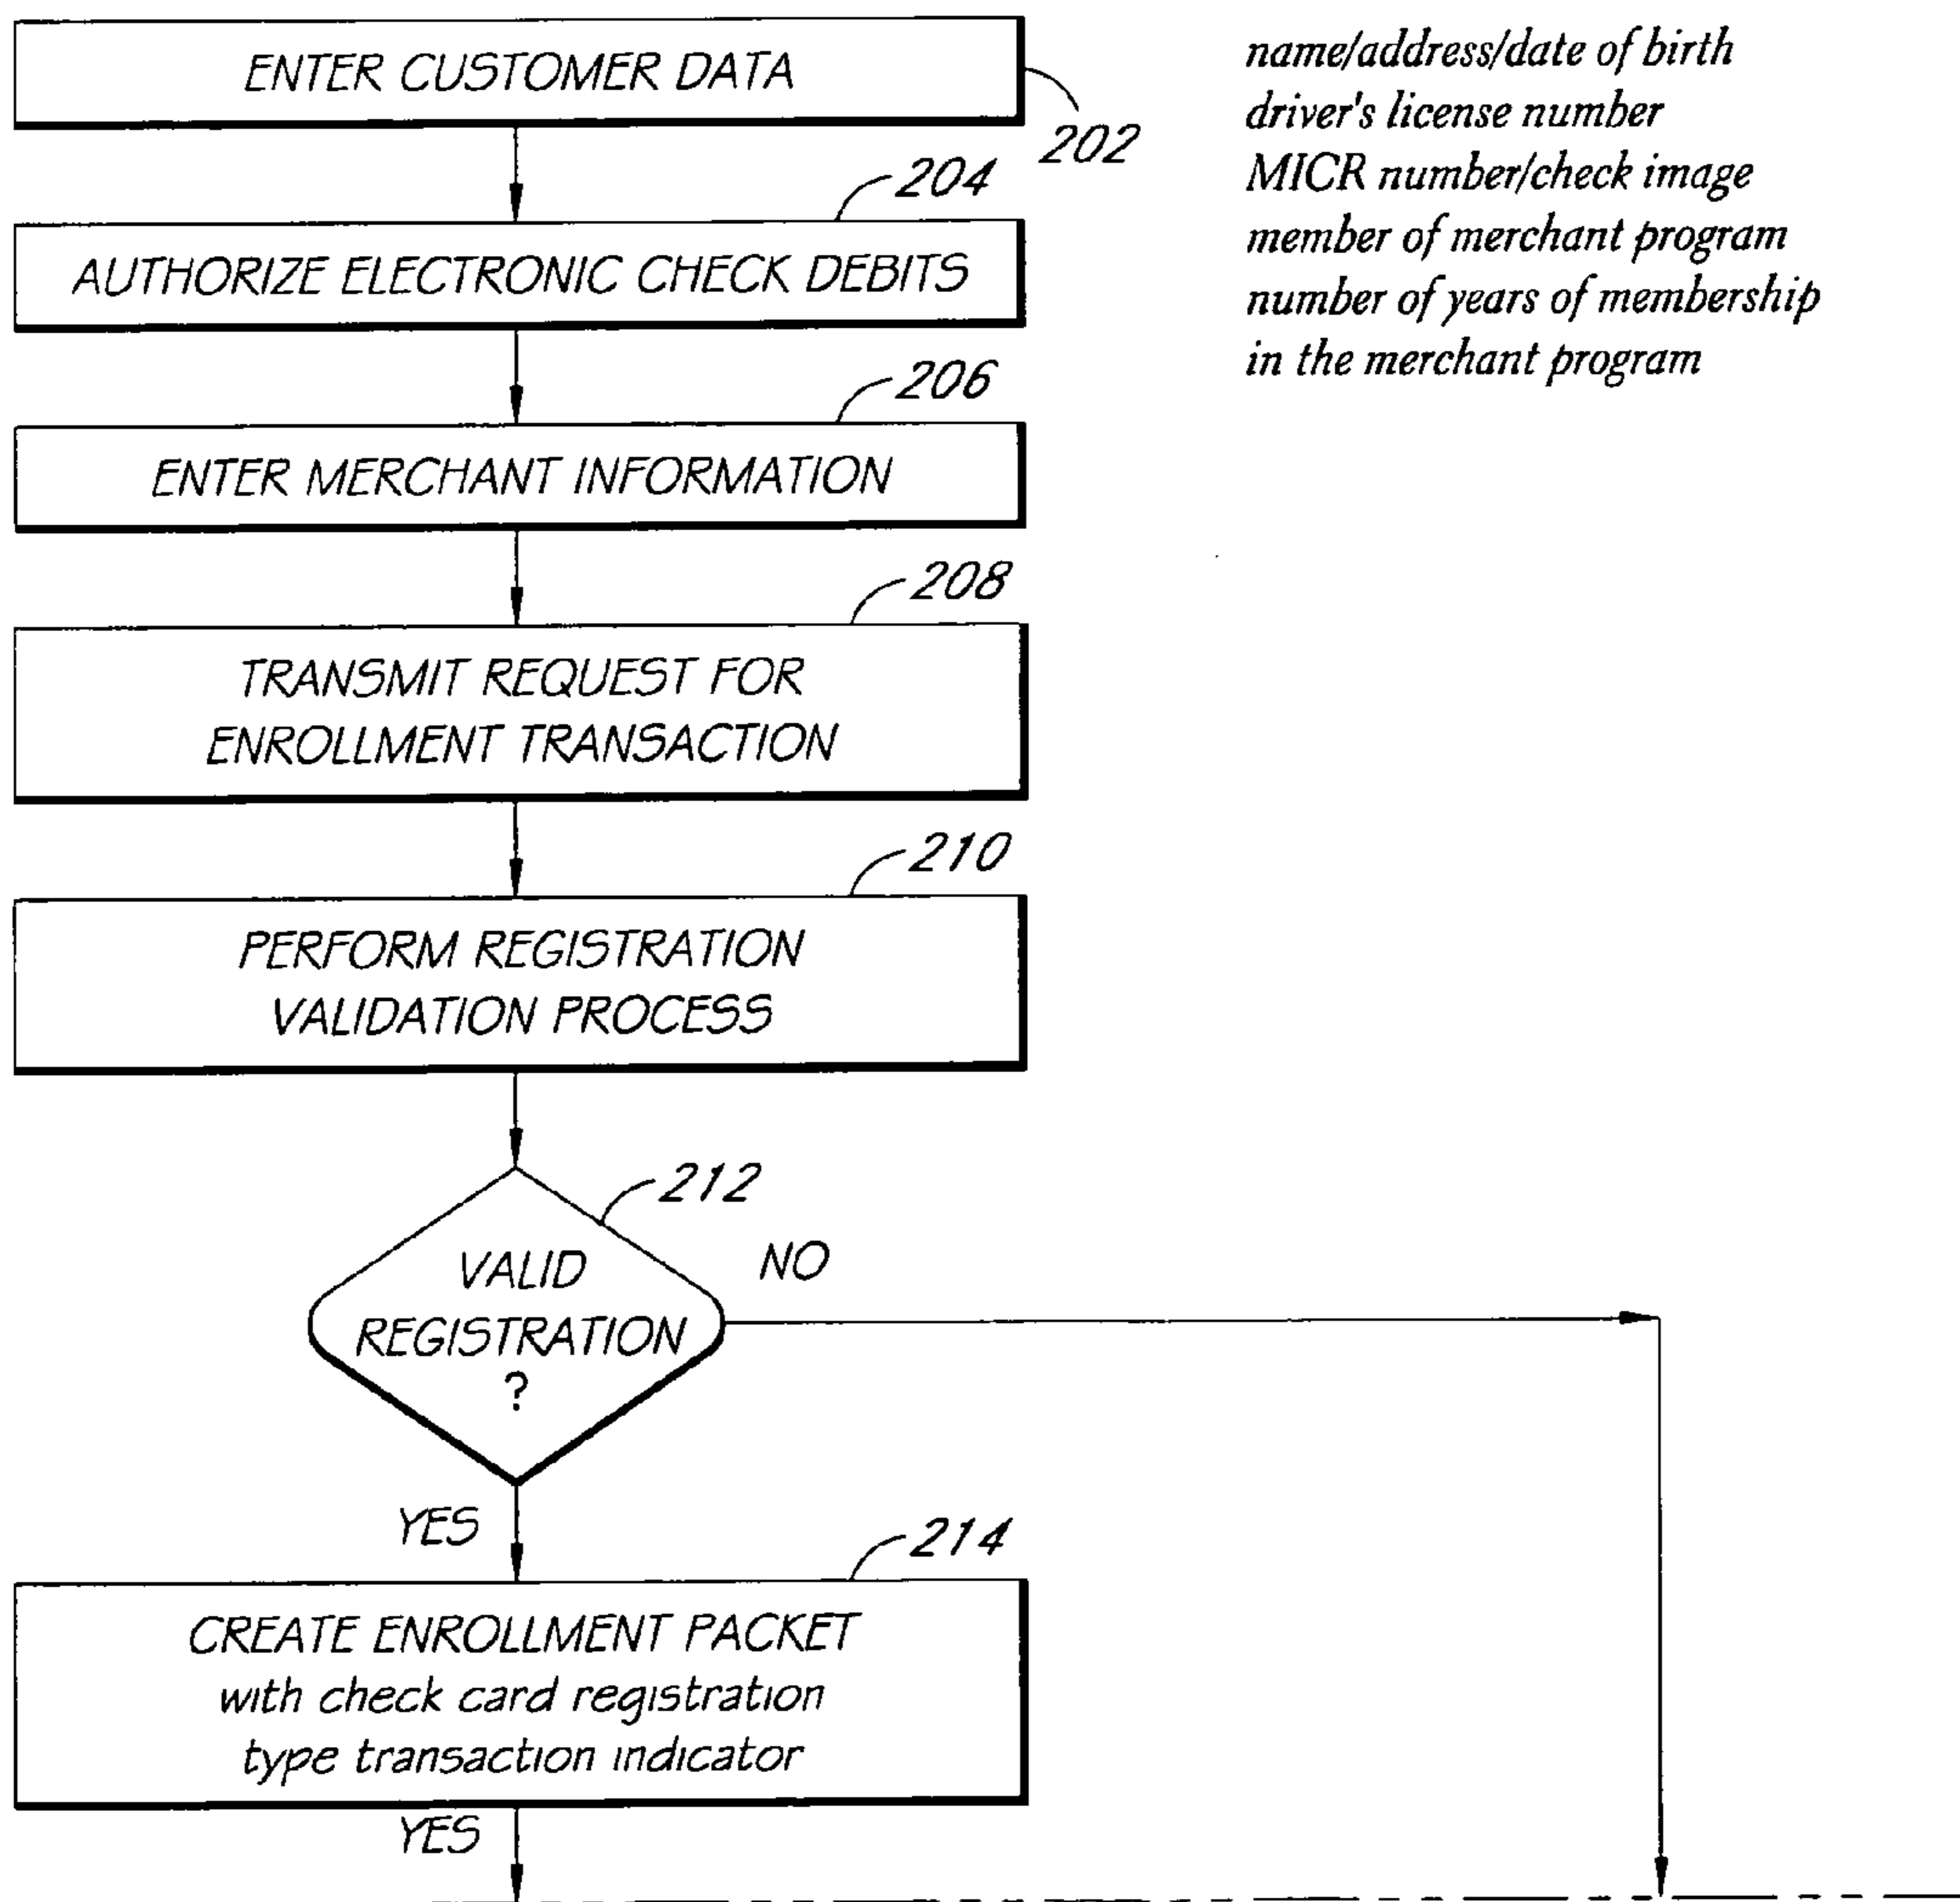 ENTER CUSTOMER DATA
202
name/address/date of birth
driver's license number
MICR number/check image
member of merchant program
number of years of membership
in the merchant program
204
AUTHORIZE ELECTRONIC CHECK DEBITS
206
ENTER MERCHANT INFORMATION
208
TRANSMIT REQUEST FOR
ENROLLMENT TRANSACTION
210
PERFORM REGISTRATION
VALIDATION PROCESS
212
VALID
REGISTRATION
?
NO
YES
214
CREATE ENROLLMENT PACKET
with check card registration
type transaction indicator
YES